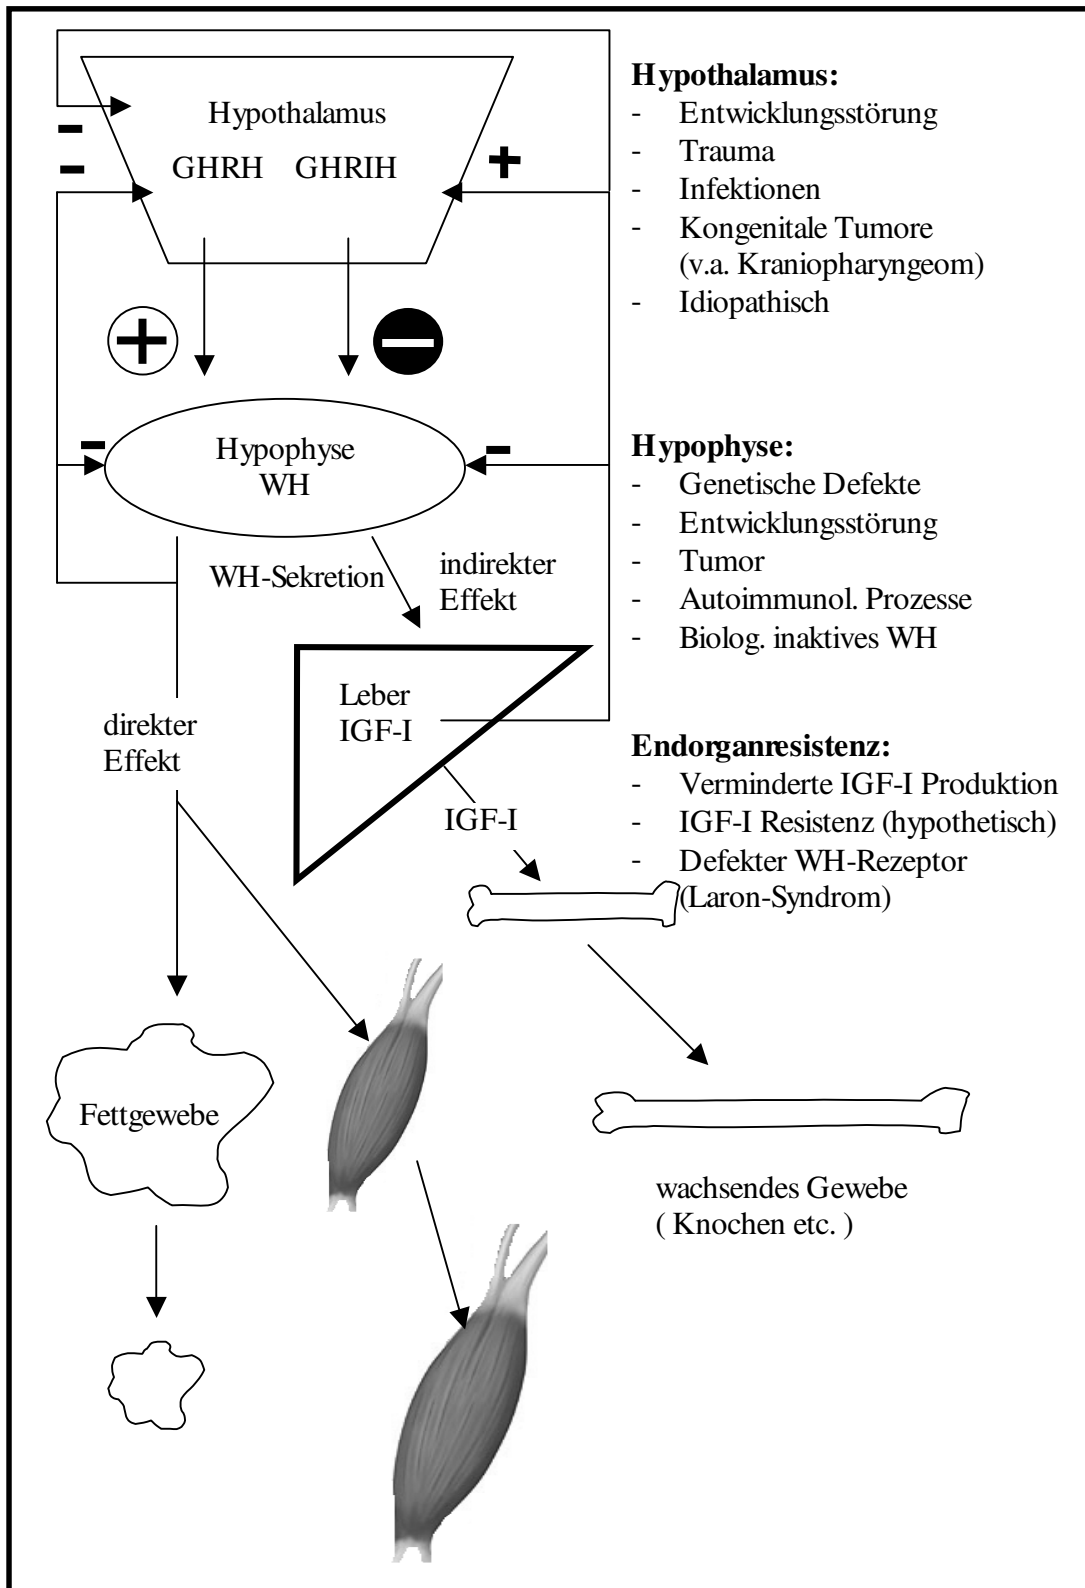 Hypothalamus
GHRH GHRIH
-
-
+
+
-
Hypophyse
WH
-
-
WH-Sekretion
indirekter
Effekt
Leber
IGF-I
direkter
Effekt
IGF-I
Fettgewebe
wachsendes Gewebe
( Knochen etc. )
Hypothalamus:
- Entwicklungsstörung
- Trauma
- Infektionen
- Kongenitale Tumore
(v.a. Kraniopharyngeom)
- Idiopathisch
Hypophyse:
- Genetische Defekte
- Entwicklungsstörung
- Tumor
- Autoimmunol. Prozesse
- Biolog. inaktives WH
Endorganresistenz:
- Verminderte IGF-I Produktion
- IGF-I Resistenz (hypothetisch)
- Defekter WH-Rezeptor
(Laron-Syndrom)